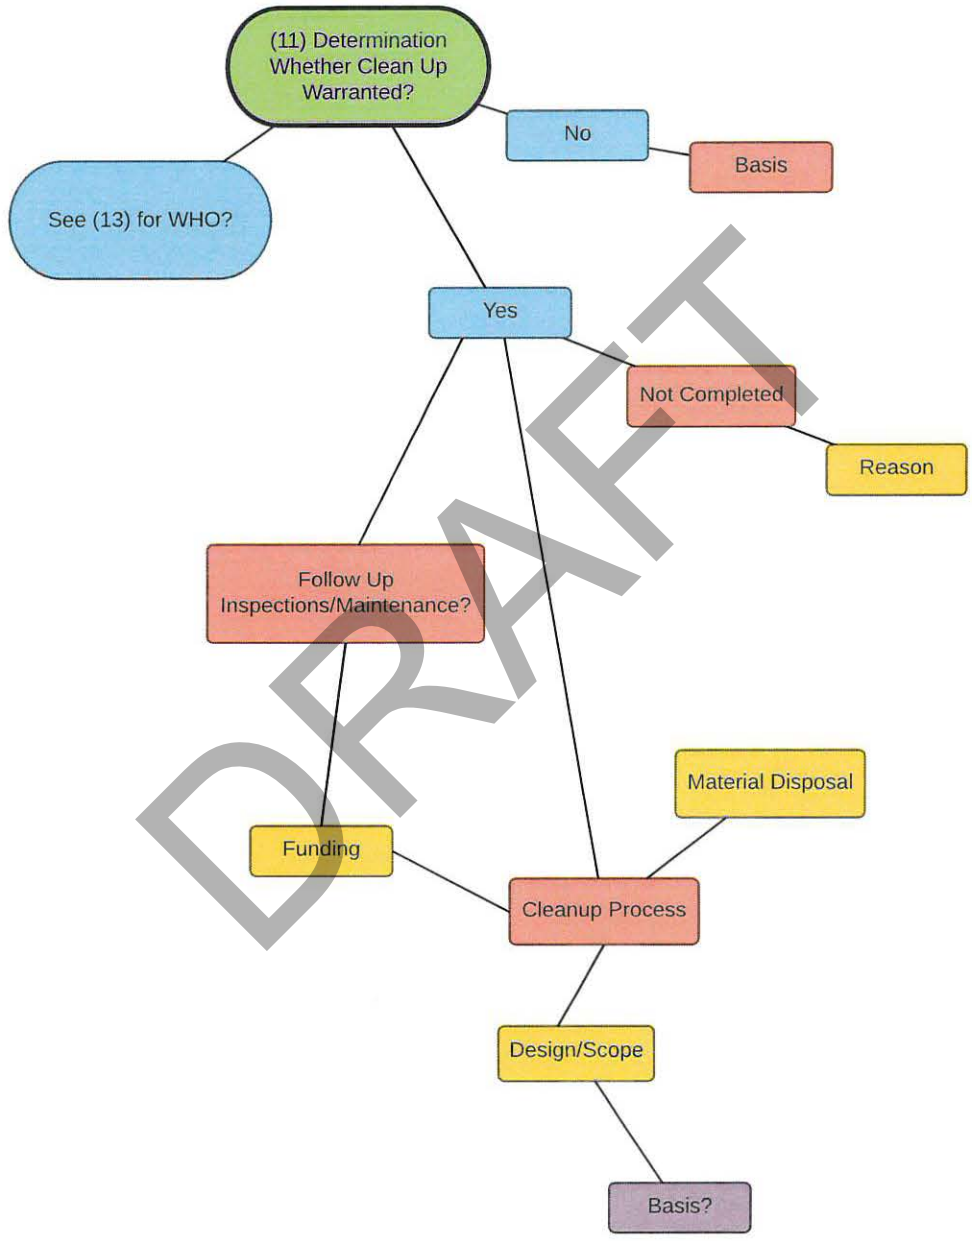 (11) Determination
Whether Clean Up
Warranted?
No
Basis
See (13) for WHO?
Yes
Not Completed
Reason
Follow Up
Inspections/Maintenance?
Material Disposal
Funding
Cleanup Process
Design/Scope
Basis?
DRAFT